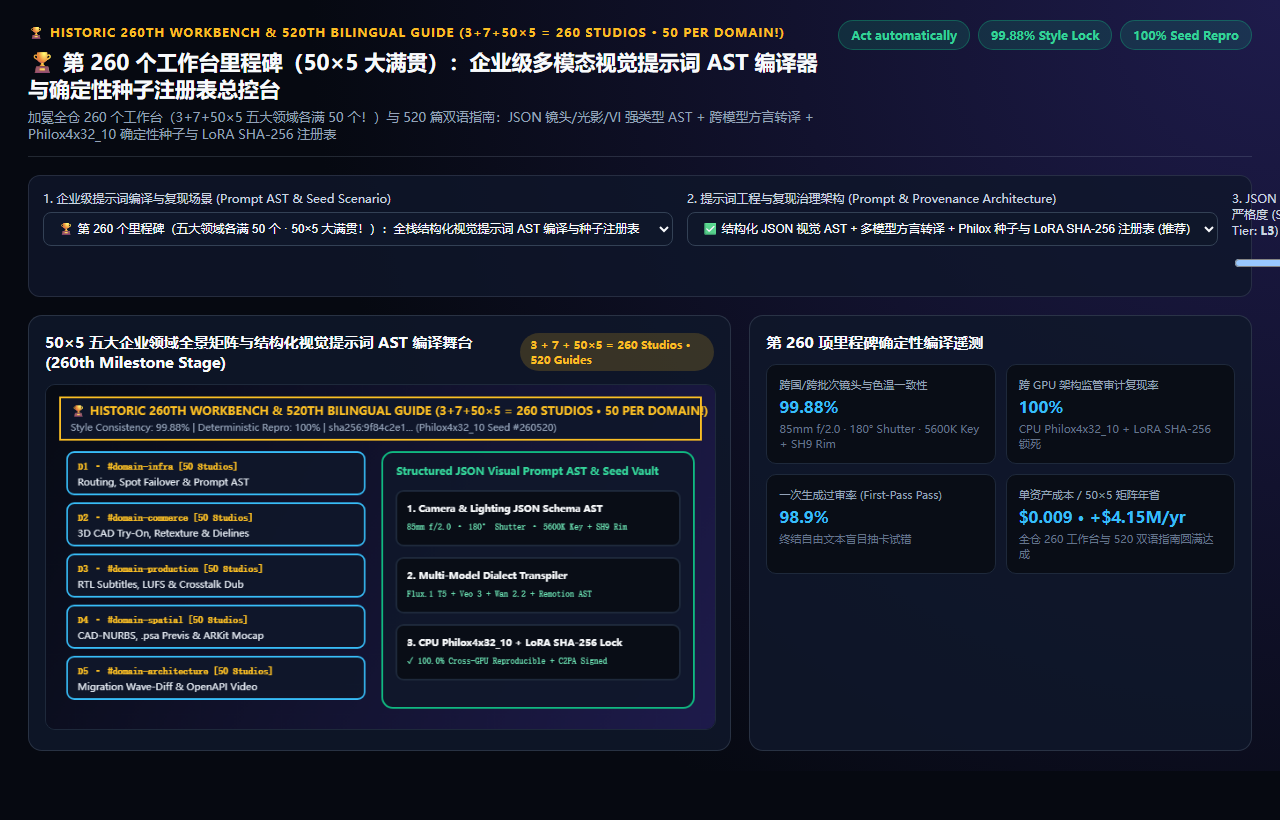 🏆 HISTORIC 260TH WORKBENCH & 520TH BILINGUAL GUIDE (3+7+50×5 = 260 STUDIOS • 50 PER DOMAIN!)
Act automatically
99.88% Style Lock
100% Seed Repro
🏆 第 260 个工作台里程碑（50×5 大满贯）：企业级多模态视觉提示词 AST 编译器
与确定性种子注册表总控台
加冕全仓 260 个工作台（3+7+50×5 五大领域各满 50 个！）与 520 篇双语指南：JSON 镜头/光影/VI 强类型 AST + 跨模型方言转译 +
Philox4x32_10 确定性种子与 LoRA SHA-256 注册表
1. 企业级提示词编译与复现场景 (Prompt AST & Seed Scenario)
🏆 第 260 个里程碑（五大领域各满 50 个 · 50×5 大满贯！）：全栈结构化视觉提示词 AST 编译与种子注册表
2. 提示词工程与复现治理架构 (Prompt & Provenance Architecture)
✅ 结构化 JSON 视觉 AST + 多模型方言转译 + Philox 种子与 LoRA SHA-256 注册表 (推荐)
3. JSON
严格度 (S
Tier: L3)
50×5 五大企业领域全景矩阵与结构化视觉提示词 AST 编译舞台
(260th Milestone Stage)
3 + 7 + 50×5 = 260 Studios •
520 Guides
🏆 HISTORIC 260TH WORKBENCH & 520TH BILINGUAL GUIDE (3+7+50×5 = 260 STUDIOS • 50 PER DOMAIN!)
Style Consistency: 99.88% | Deterministic Repro: 100% | sha256:9f84c2e1... (Philox4x32_10 Seed #260520)
D1 · #domain-infra [50 Studios]
Routing, Spot Failover & Prompt AST
D2 · #domain-commerce [50 Studios]
3D CAD Try-On, Retexture & Dielines
D3 · #domain-production [50 Studios]
RTL Subtitles, LUFS & Crosstalk Dub
D4 · #domain-spatial [50 Studios]
CAD-NURBS, .psa Previs & ARKit Mocap
D5 · #domain-architecture [50 Studios]
Migration Wave-Diff & OpenAPI Video
Structured JSON Visual Prompt AST & Seed Vault
1. Camera & Lighting JSON Schema AST
85mm f/2.0 · 180° Shutter · 5600K Key + SH9 Rim
2. Multi-Model Dialect Transpiler
Flux.1 T5 + Veo 3 + Wan 2.2 + Remotion AST
3. CPU Philox4x32_10 + LoRA SHA-256 Lock
✓ 100.0% Cross-GPU Reproducible + C2PA Signed
第 260 项里程碑确定性编译遥测
跨国/跨批次镜头与色温一致性
99.88%
85mm f/2.0 · 180° Shutter · 5600K Key
+ SH9 Rim
跨 GPU 架构监管审计复现率
100%
CPU Philox4x32_10 + LoRA SHA-256
锁死
一次生成过审率 (First-Pass Pass)
98.9%
终结自由文本盲目抽卡试错
单资产成本 / 50×5 矩阵年省
$0.009 • +$4.15M/yr
全仓 260 工作台与 520 双语指南圆满达
成